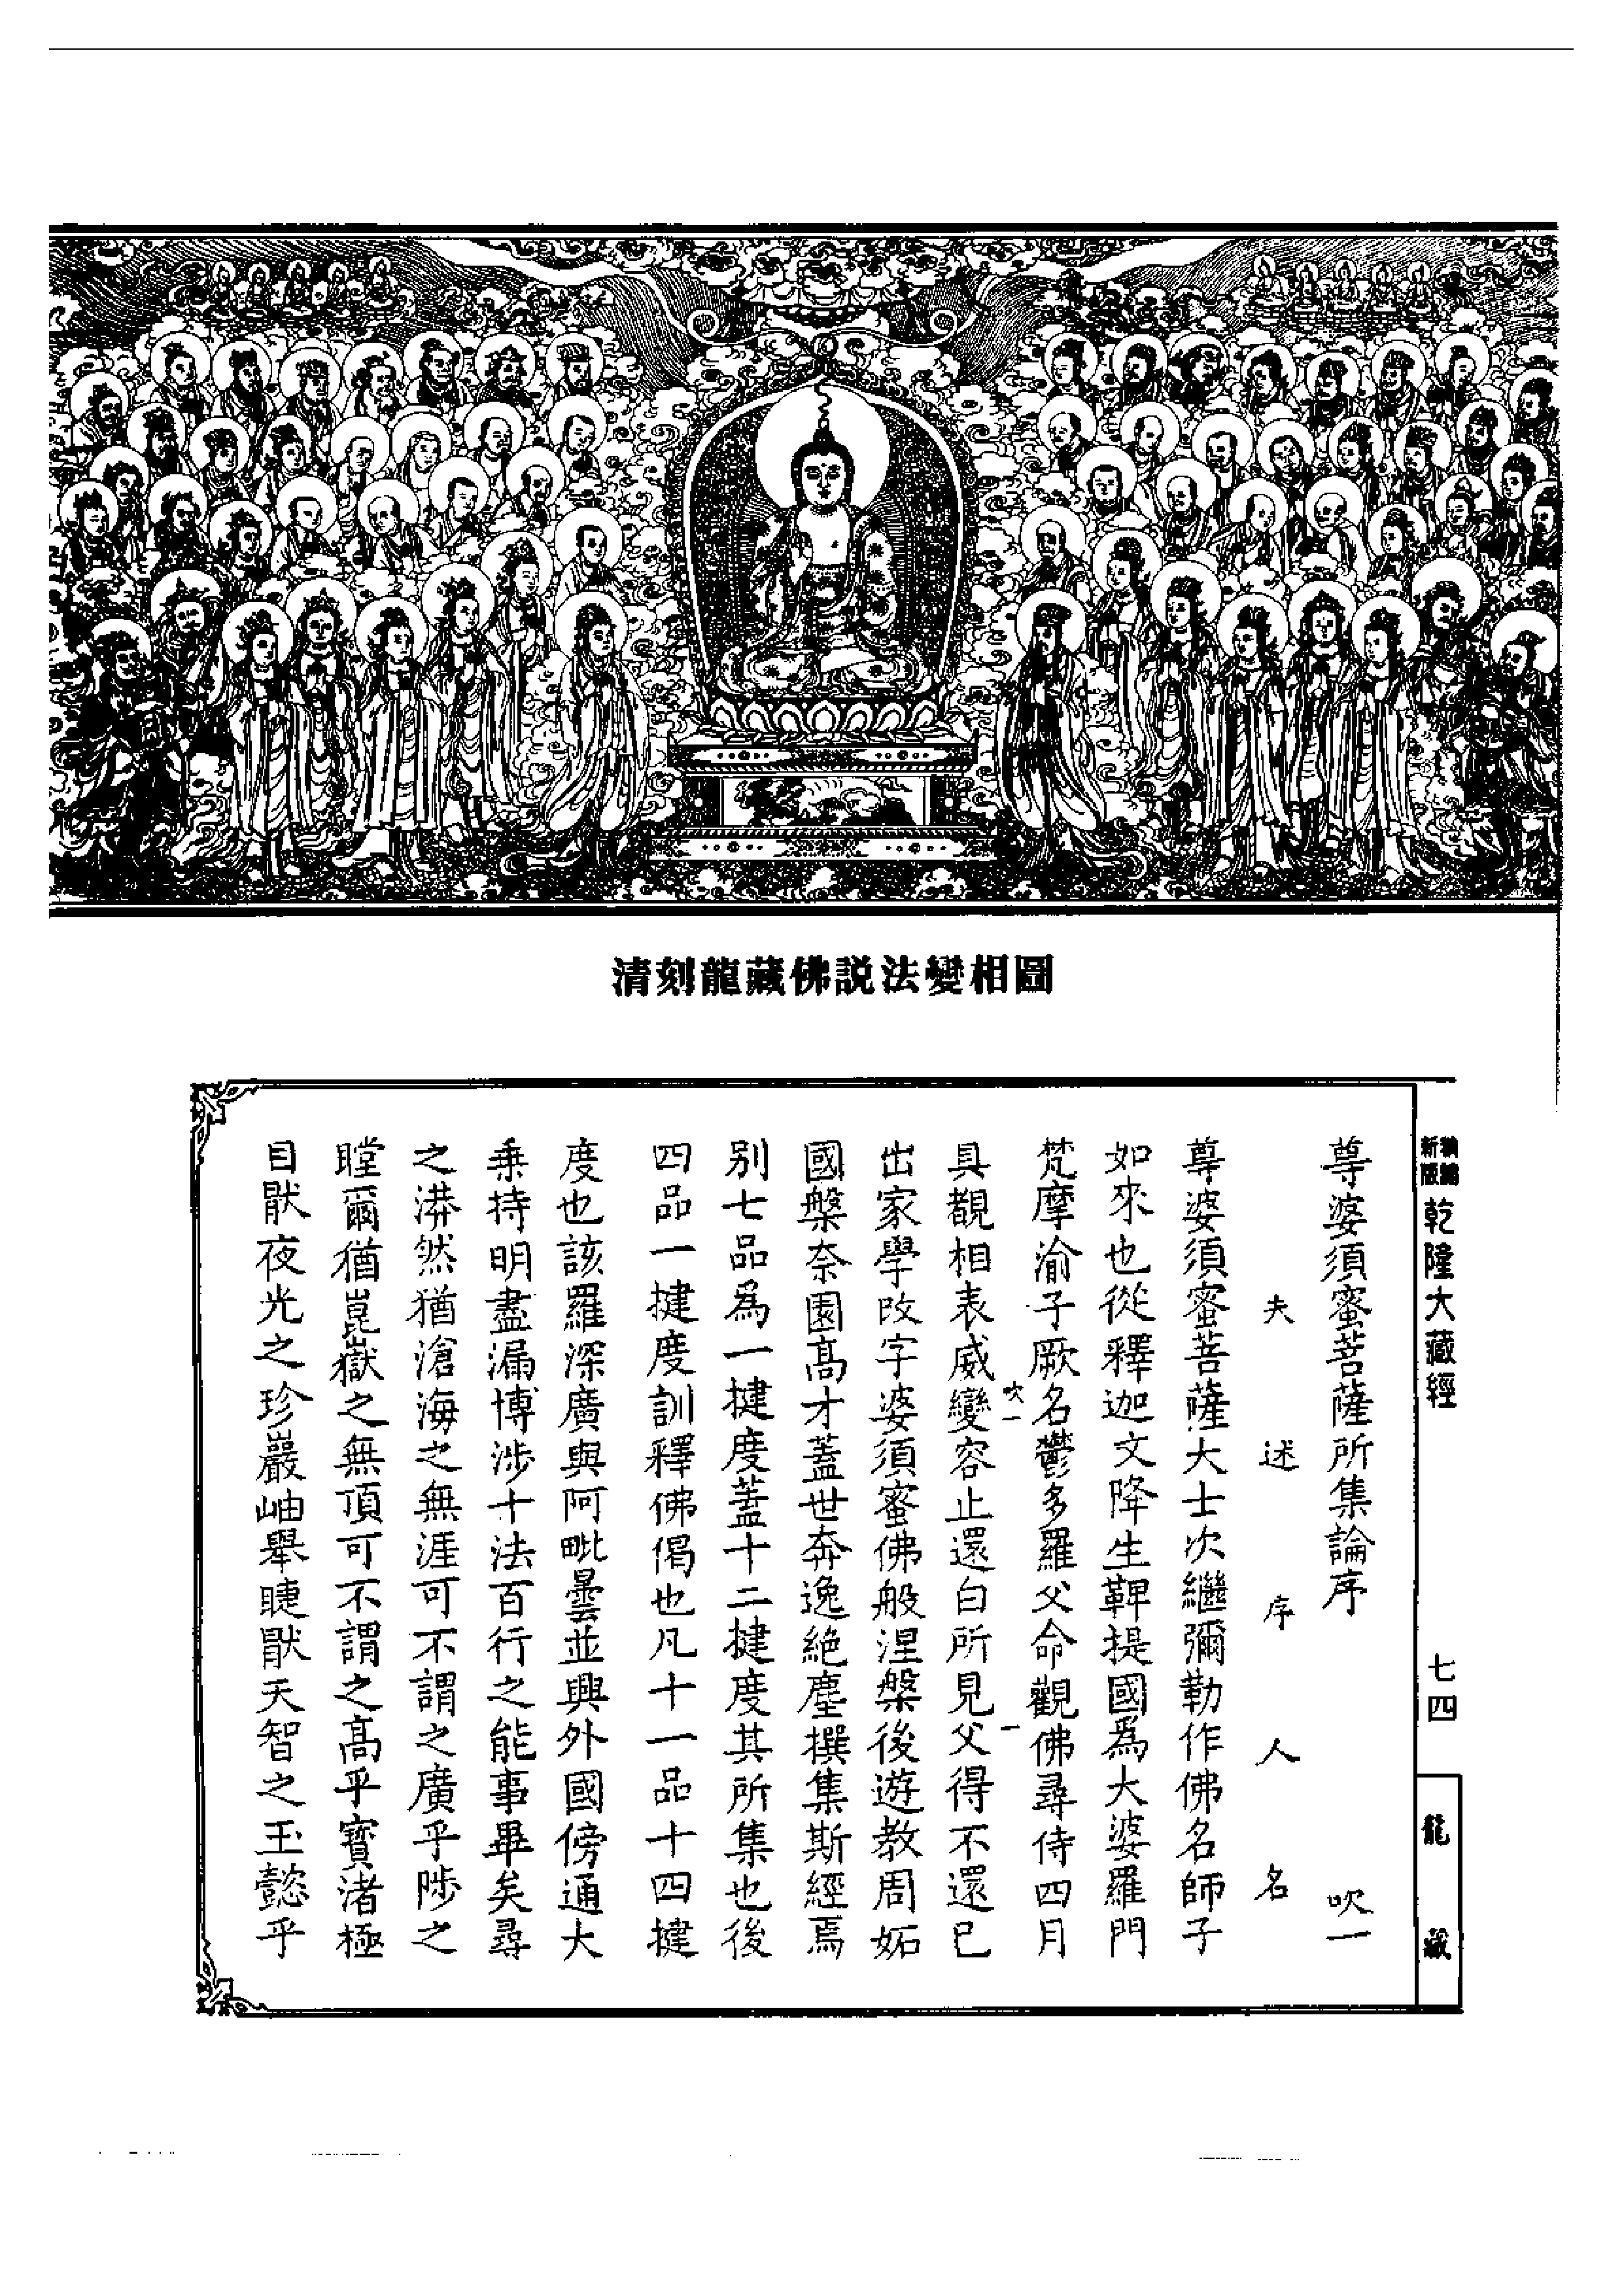 清刻龍藏佛説法變相圖
新版
精編
乾隆大藏經
七四
龍藏
尊婆須蜜菩薩所集論序 吹一
失述序人名
尊婆須蜜菩薩大士次繼彌勒作佛名師子
如來也從釋迦文降生鞞提國爲大婆羅門
梵摩渝子厥名鬱多羅父命觀佛尋侍四月
吹一
一
具覩相表威變容止還白所見父得不還已
出家學改字婆須蜜佛般涅槃後遊教周妬
國槃奈園高才蓋世奔逸絶塵撰集斯經焉
别七品爲一揵度蓋十二揵度其所集也後
四品一揵度訓釋佛偈也凡十一品十四揵
度也該羅深廣與阿毗曇並興外國傍通大
乗持明盡漏博涉十法百行之能事畢矣尋
之漭然猶滄海之無涯可不謂之廣乎陟之
瞠爾猶崑嶽之無頂可不謂之高乎寳渚極
目猒夜光之珍巖岫舉睫猒天智之玉懿乎